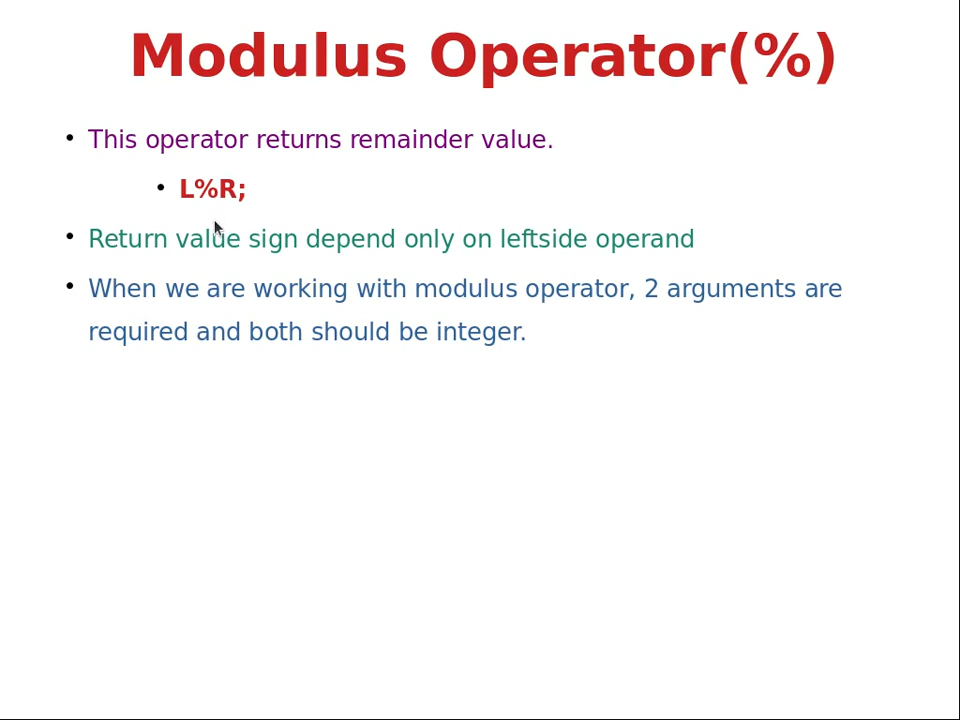 Modulus Operator(%)
• This operator returns remainder value.
• L%R;
• Return value sign depend only on leftside operand
• When we are working with modulus operator, 2 arguments are
required and both should be integer.